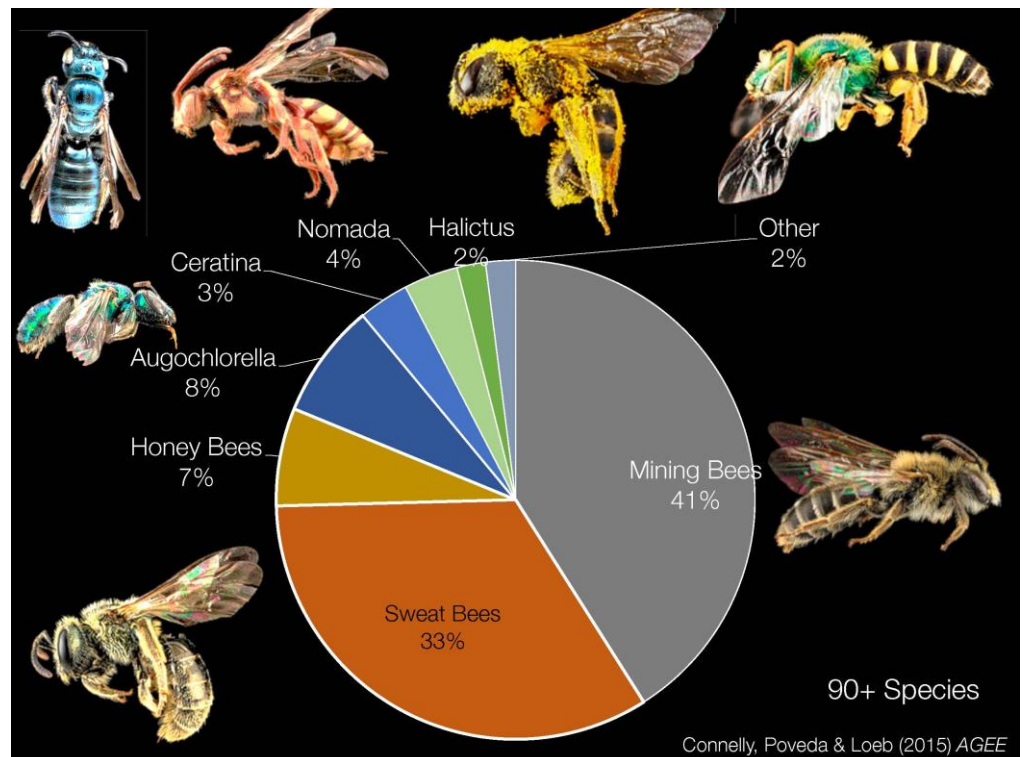 Nomada
4%
Halictus
2%
Other
2%
Ceratina
3%
Augochlorella
8%
Honey Bees
7%
Mining Bees
41%
Sweat Bees
33%
90+ Species
Connelly, Poveda & Loeb (2015) AGEE